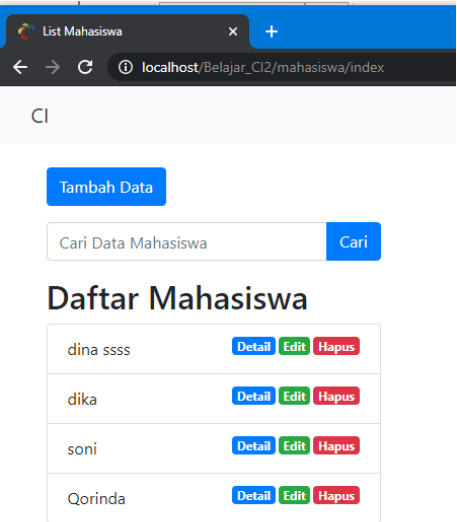 List Mahasiswa
localhost/Belajar_CI2/mahasiswa/index
CI
Tambah Data
Cari Data Mahasiswa Cari
Daftar Mahasiswa
dina ssss Detail Edit Hapus
dika Detail Edit Hapus
soni Detail Edit Hapus
Qorinda Detail Edit Hapus